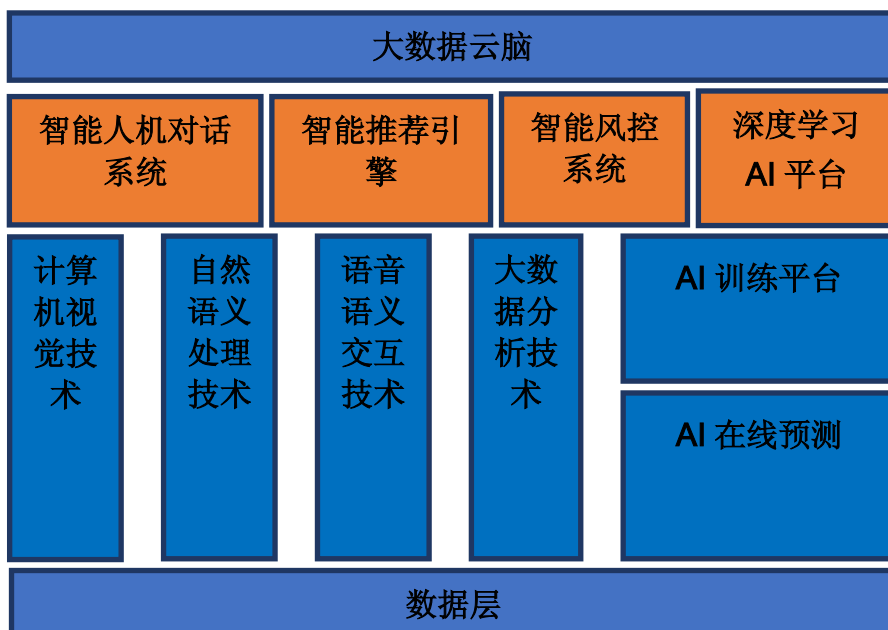 大数据云脑
智能人机对话
系统
智能推荐引
擎
智能风控
系统
深度学习
AI 平台
计算
机视
觉技
术
自然
语义
处理
技术
语音
语义
交互
技术
大数
据分
析技
术
AI 训练平台
AI 在线预测
数据层